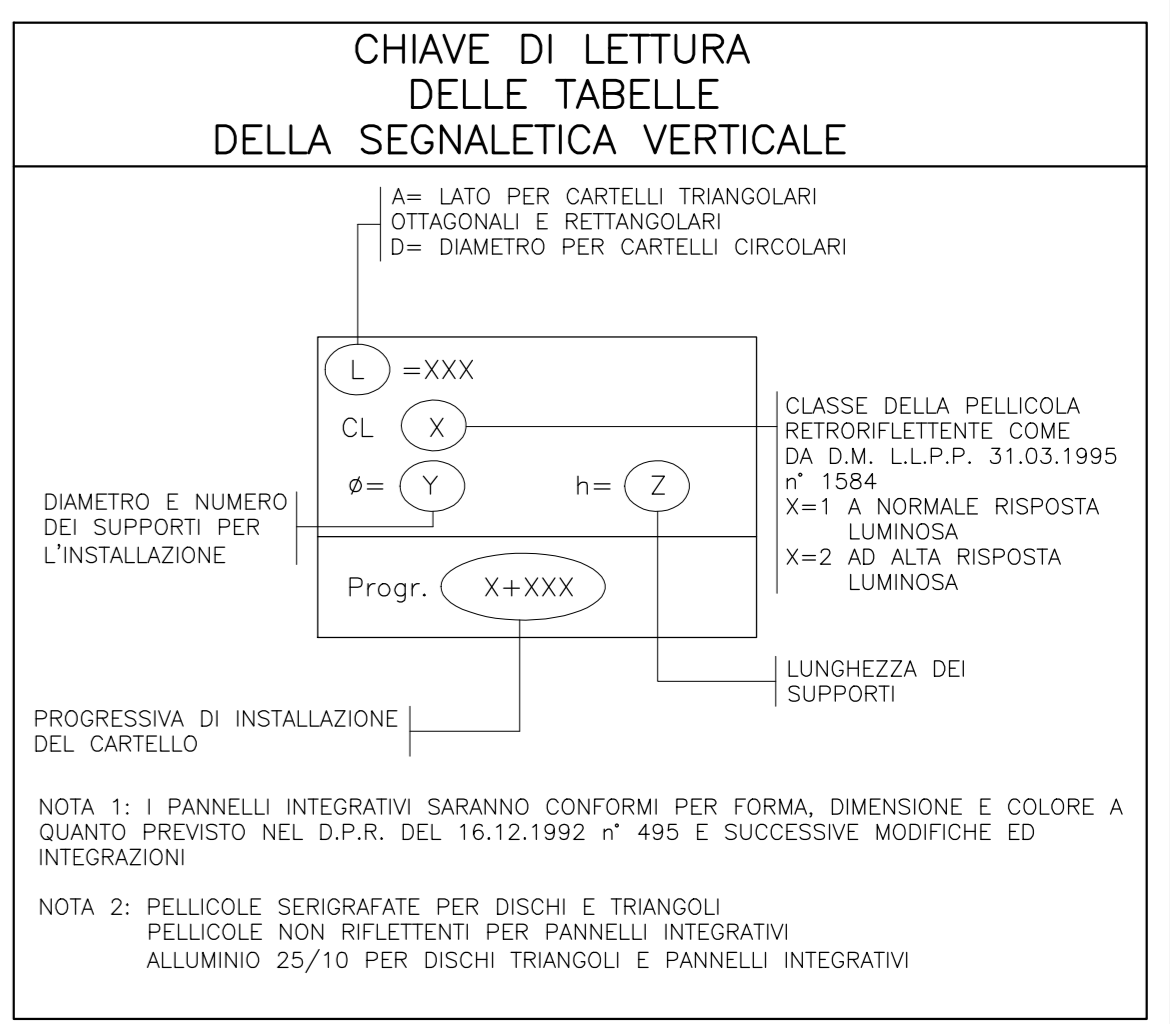 CHIAVE DI LETTURA
DELLE TABELLE
DELLA SEGNALETICA VERTICALE
A= LATO PER CARTELLI TRIANGOLARI
OTTAGONALI E RETTANGOLARI
D= DIAMETRO PER CARTELLI CIRCOLARI
L =XXX
CL X
ø= Y h= Z
CLASSE DELLA PELLICOLA
RETRORIFLETTENTE COME
DA D.M. L.L.P.P. 31.03.1995
n° 1584
X=1 A NORMALE RISPOSTA
LUMINOSA
X=2 AD ALTA RISPOSTA
LUMINOSA
DIAMETRO E NUMERO
DEI SUPPORTI PER
L'INSTALLAZIONE
Progr. X+XXX
LUNGHEZZA DEI
SUPPORTI
PROGRESSIVA DI INSTALLAZIONE
DEL CARTELLO
NOTA 1: I PANNELLI INTEGRATIVI SARANNO CONFORMI PER FORMA, DIMENSIONE E COLORE A
QUANTO PREVISTO NEL D.P.R. DEL 16.12.1992 n° 495 E SUCCESSIVE MODIFICHE ED
INTEGRAZIONI
NOTA 2: PELLICOLE SERIGRAFATE PER DISCHI E TRIANGOLI
PELLICOLE NON RIFLETTENTI PER PANNELLI INTEGRATIVI
ALLUMINIO 25/10 PER DISCHI TRIANGOLI E PANNELLI INTEGRATIVI